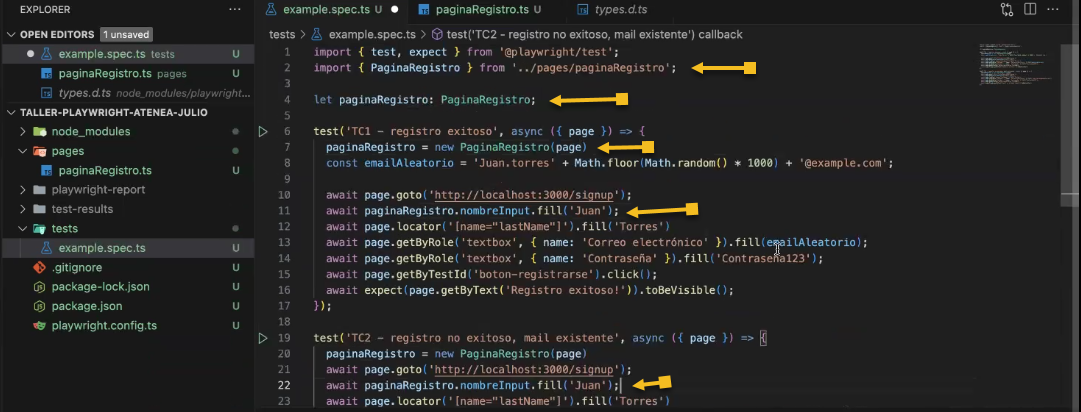 EXPLORER ...
OPEN EDITORS 1 unsaved
example.spec.ts tests U
paginaRegistro.ts pages U
types.d.ts node_modules/playwright...
TALLER-PLAYWRIGHT-ATENEA-JULIO
node_modules
pages
paginaRegistro.ts U
playwright-report
test-results
tests
example.spec.ts U
.gitignore U
package-lock.json U
package.json U
playwright.config.ts U
example.spec.ts U paginaRegistro.ts U types.d.ts
tests > example.spec.ts > test('TC2 - registro no exitoso, mail existente') callback
1 import { test, expect } from '@playwright/test';
2 import { PaginaRegistro } from '../pages/paginaRegistro';
3
4 let paginaRegistro: PaginaRegistro;
5
6 test('TC1 - registro exitoso', async ({ page }) => {
7 paginaRegistro = new PaginaRegistro(page)
8 const emailAleatorio = 'Juan.torres' + Math.floor(Math.random() * 1000) + '@example.com';
9
10 await page.goto('http://localhost:3000/signup');
11 await paginaRegistro.nombreInput.fill('Juan');
12 await page.locator('[name="lastName"]').fill('Torres')
13 await page.getByRole('textbox', { name: 'Correo electrónico' }).fill(emailAleatorio);
14 await page.getByRole('textbox', { name: 'Contraseña' }).fill('Contraseña123');
15 await page.getByTestId('boton-registrarse').click();
16 await expect(page.getByText('Registro exitoso!')).toBeVisible();
17 });
18
19 test('TC2 - registro no exitoso, mail existente', async ({ page }) => {
20 paginaRegistro = new PaginaRegistro(page)
21 await page.goto('http://localhost:3000/signup');
22 await paginaRegistro.nombreInput.fill('Juan');
23 await page.locator('[name="lastName"]').fill('Torres')